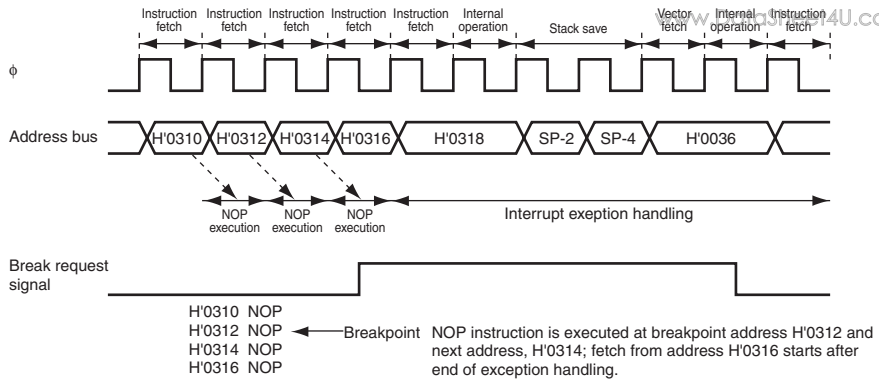 Instruction fetch
Instruction fetch
Instruction fetch
Instruction fetch
Instruction fetch
Internal operation
Stack save
Vector fetch
Internal operation
Instruction fetch
www.DataSheet4U.co
φ
Address bus
H'0310 H'0312 H'0314 H'0316 H'0318 SP-2 SP-4 H'0036
NOP execution
NOP execution
NOP execution
Interrupt exeption handling
Break request
signal
H'0310 NOP
H'0312 NOP
H'0314 NOP
H'0316 NOP
Breakpoint
NOP instruction is executed at breakpoint address H'0312 and
next address, H'0314; fetch from address H'0316 starts after
end of exception handling.